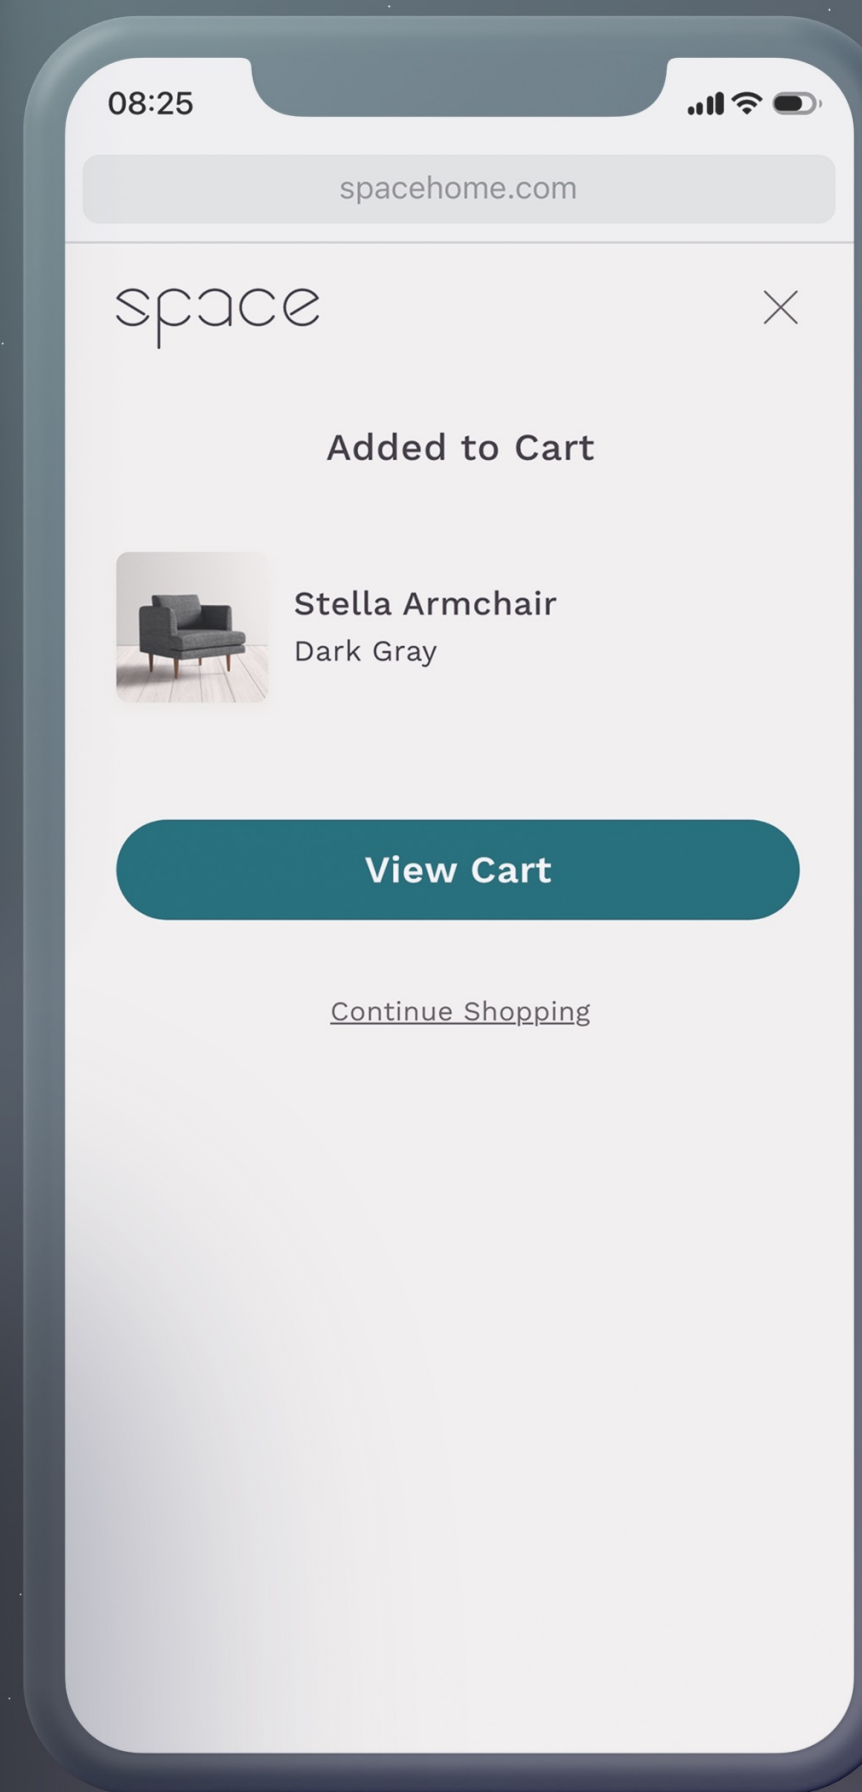 08:25
spacehome.com
space
Added to Cart
Stella Armchair
Dark Gray
View Cart
Continue Shopping